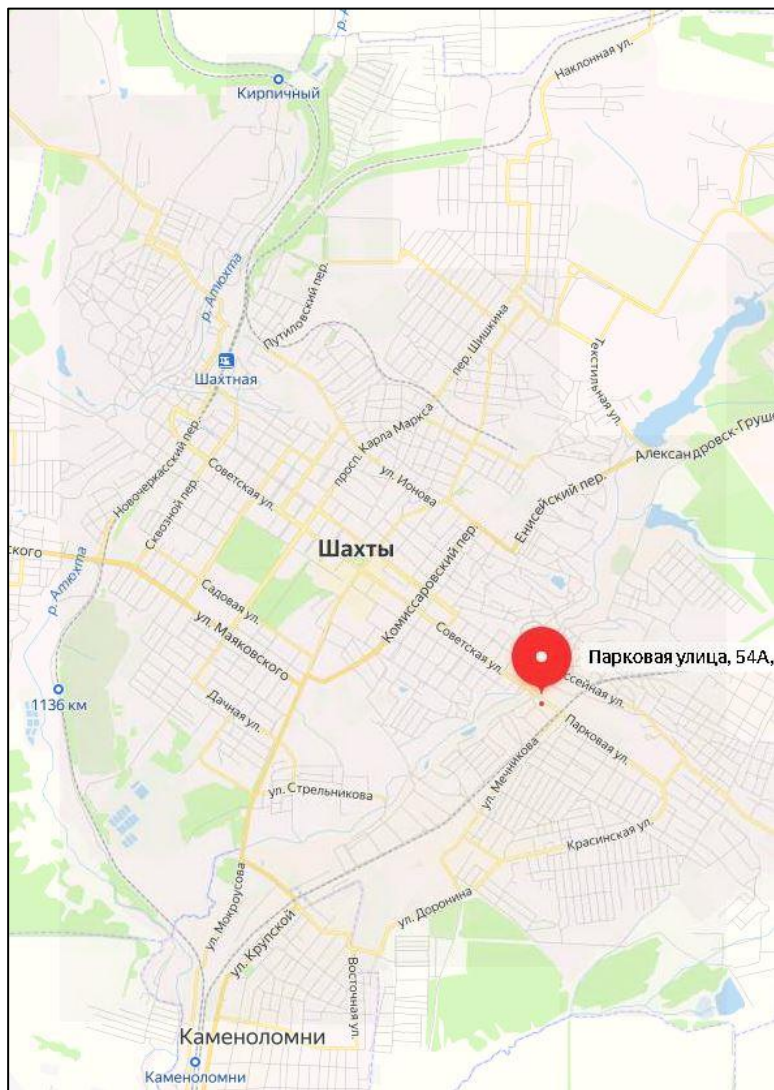 р. А
Кирпичный
Наклонная ул.
р. Атюхта
Путиловский пер.
пер. Шишкина
Шахтная
Текстильная ул.
просп. Карла Маркса
Новочеркасский пер.
Александровск-Груше
Советская ул.
ул. Ионова
Сквозной пер.
Енисейский пер.
ского
Шахты
р. Атюхта
Комиссаровский пер.
Садовая ул.
ул. Маяковского
Советская ул.
Парковая улица, 54А,
ссейная ул.
1136 км
Дачная ул.
Парковая ул.
ул. Мечникова
ул. Стрельникова
Красинская ул.
ул. Мокроусова
ул. Доронина
ул. Крупской
Восточная ул.
Каменоломни
Каменоломни